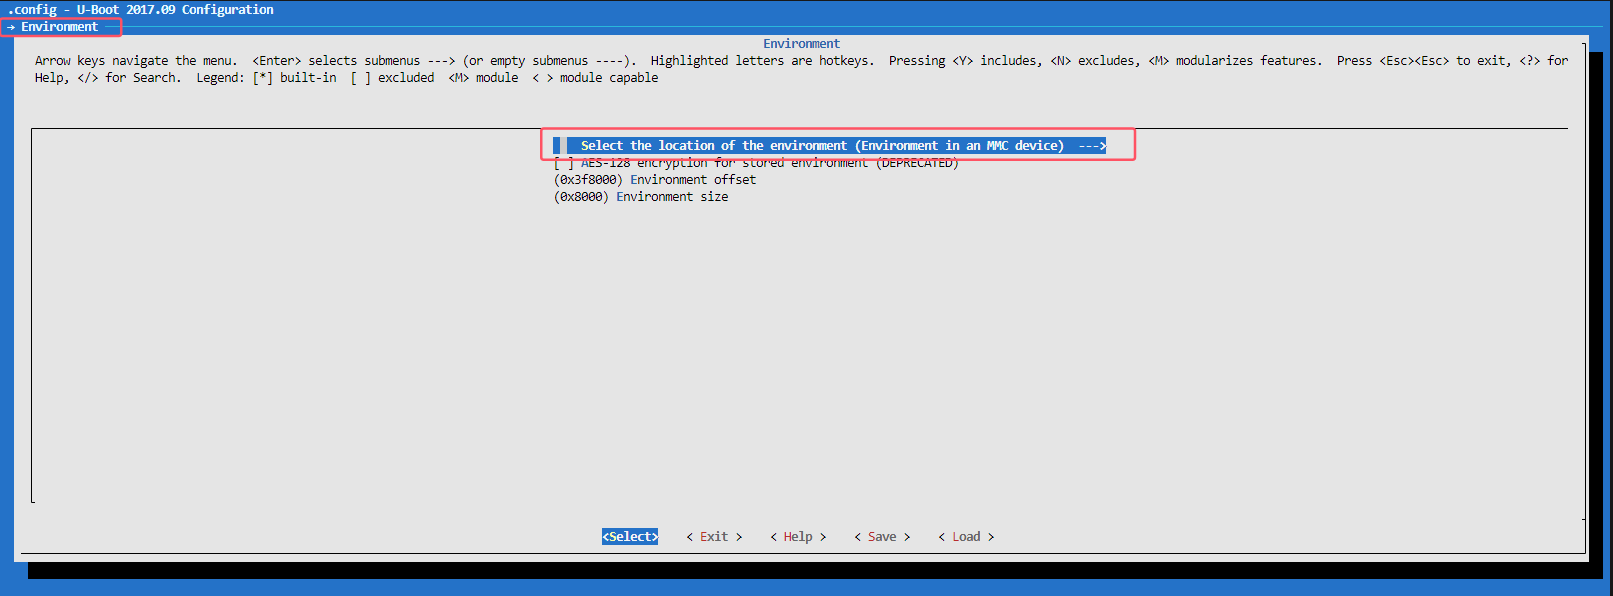 .config - U-Boot 2017.09 Configuration
→ Environment
Environment
Arrow keys navigate the menu.  <Enter> selects submenus ---> (or empty submenus ----).  Highlighted letters are hotkeys.  Pressing <Y> includes, <N> excludes, <M> modularizes features.  Press <Esc><Esc> to exit, <?> for
Help, </> for Search.  Legend: [*] built-in  [ ] excluded  <M> module  < > module capable
Select the location of the environment (Environment in an MMC device)  --->
[ ] AES-128 encryption for stored environment (DEPRECATED)
(0x3f8000) Environment offset
(0x8000) Environment size
<Select>    < Exit >    < Help >    < Save >    < Load >